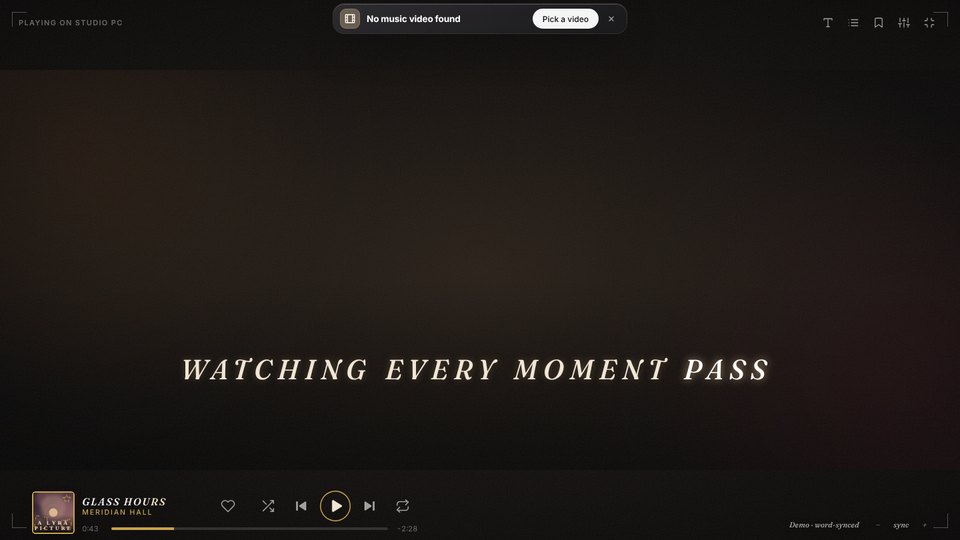 PLAYING ON STUDIO PC
No music video found
Pick a video
WATCHING EVERY MOMENT PASS
A LYRA
PICTURE
GLASS HOURS
MERIDIAN HALL
0:43
-2:28
Demo · word-synced
− sync +